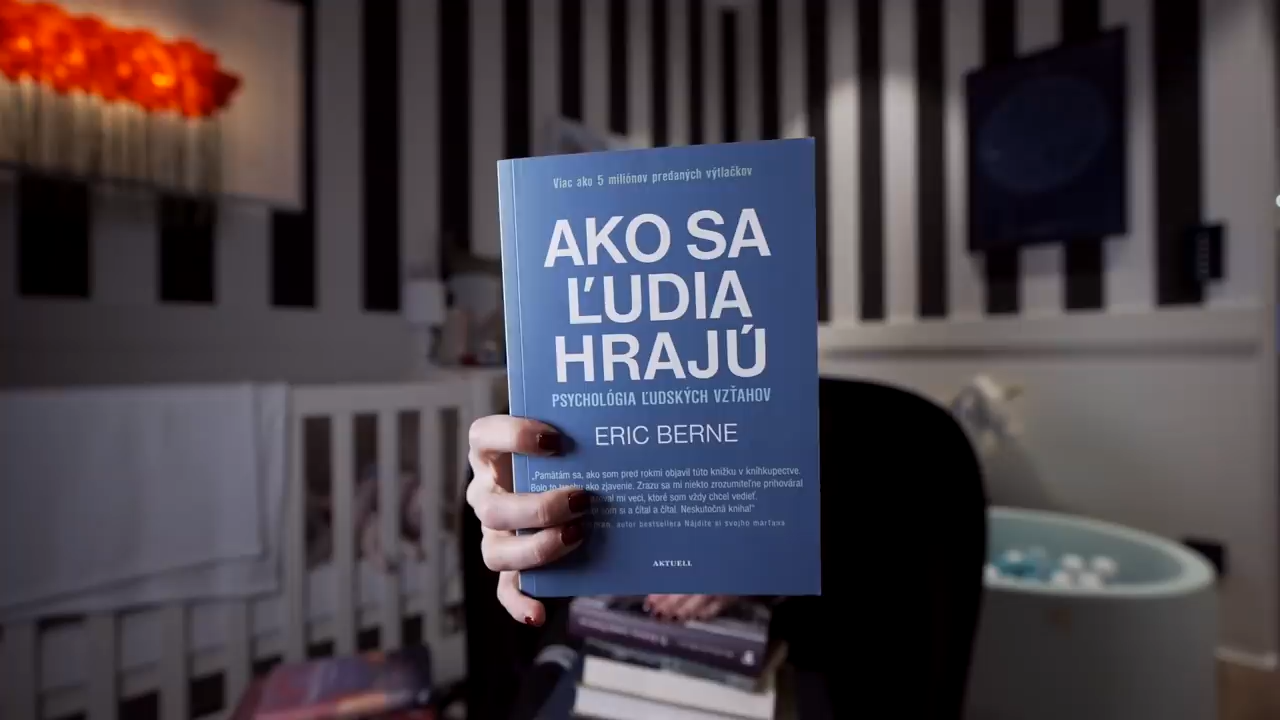 Viac ako 5 miliónov predaných výtlačkov
AKO SA
ĽUDIA
HRAJÚ
PSYCHOLÓGIA ĽUDSKÝCH VZŤAHOV
ERIC BERNE
„Pamätám sa, ako som pred rokmi objavil túto knižku v kníhkupectve.
Bolo to trochu ako zjavenie. Zrazu sa mi niekto zrozumiteľne prihováral
mi veci, ktoré som vždy chcel vedieť.
som si a čítal a čítal. Neskutočná kniha!“
autor bestsellera Nájdite si svojho marťana
AKTUELL